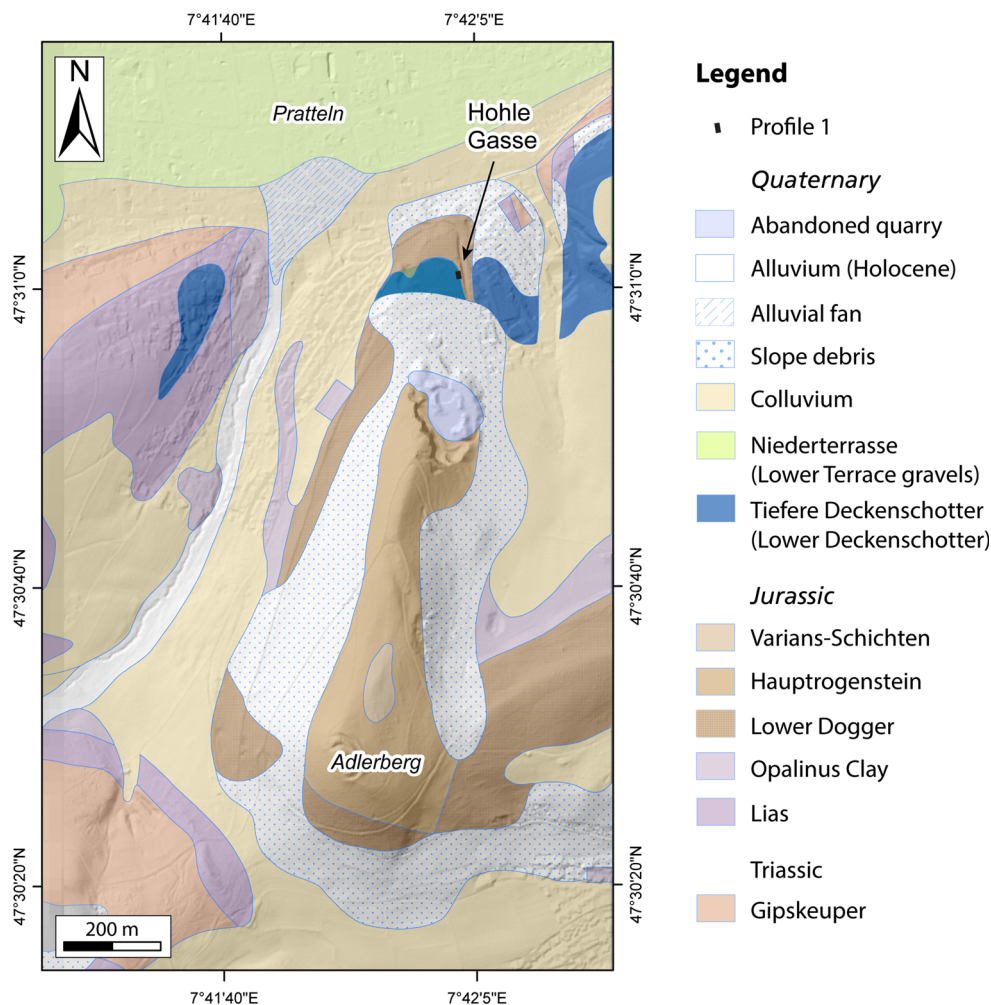 7°41'40"E
7°42'5"E
N
Pratteln
Hohle
Gasse
47°31'0"N
47°31'0"N
47°30'40"N
47°30'40"N
Adlerberg
47°30'20"N
47°30'20"N
200 m
7°41'40"E
7°42'5"E
Legend
Profile 1
Quaternary
Abandoned quarry
Alluvium (Holocene)
Alluvial fan
Slope debris
Colluvium
Niederterrasse
(Lower Terrace gravels)
Tiefere Deckenschotter
(Lower Deckenschotter)
Jurassic
Varians-Schichten
Hauptrogenstein
Lower Dogger
Opalinus Clay
Lias
Triassic
Gipskeuper